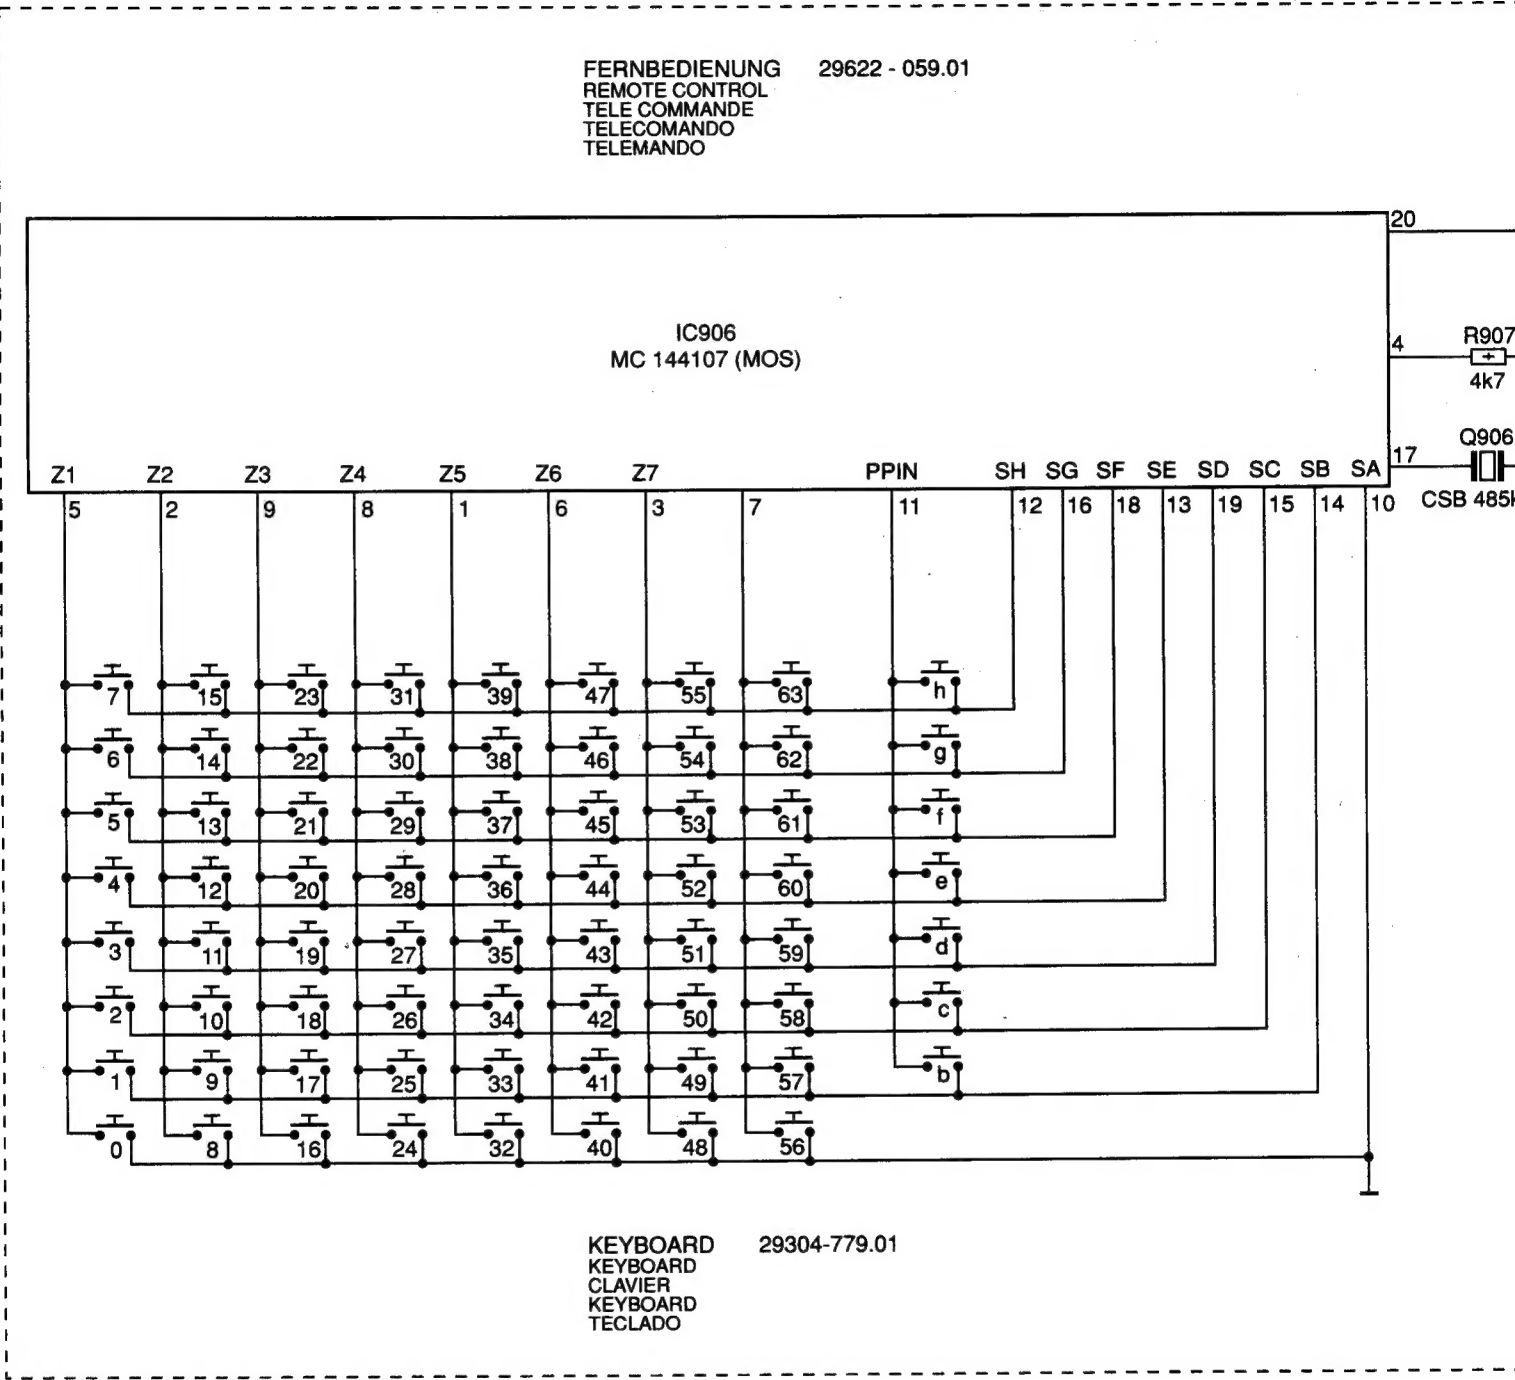 FERNBEDIENUNG 29622 - 059.01
REMOTE CONTROL
TELE COMMANDE
TELECOMANDO
TELEMANDO
20
IC906
MC 144107 (MOS)
4 R907
4k7
Q906
17
Z1 Z2 Z3 Z4 Z5 Z6 Z7 PPIN SH SG SF SE SD SC SB SA
5 2 9 8 1 6 3 7 11 12 16 18 13 19 15 14 10 CSB 485
7 15 23 31 39 47 55 63 h
6 14 22 30 38 46 54 62 g
5 13 21 29 37 45 53 61 f
4 12 20 28 36 44 52 60 e
3 11 19 27 35 43 51 59 d
2 10 18 26 34 42 50 58 c
1 9 17 25 33 41 49 57 b
0 8 16 24 32 40 48 56
KEYBOARD 29304-779.01
KEYBOARD
CLAVIER
KEYBOARD
TECLADO